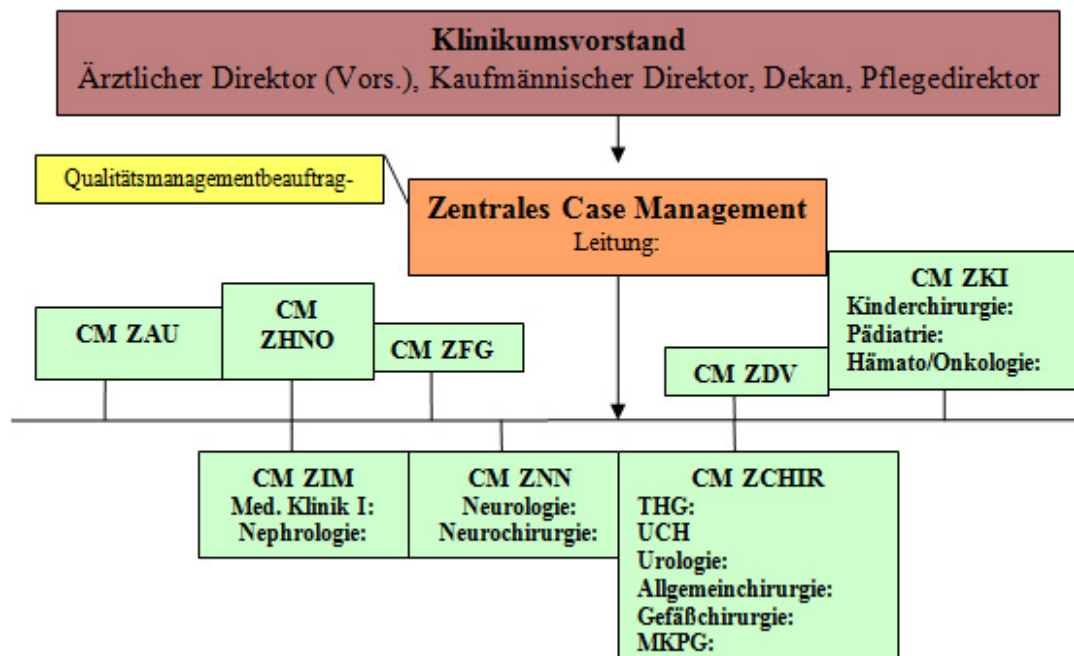 Klinikumsvorstand
Ärztlicher Direktor (Vors.), Kaufmännischer Direktor, Dekan, Pflegedirektor
Qualitätsmanagementbeauftrag-
Zentrales Case Management
Leitung:
CM ZAU
CM
ZHNO
CM ZFG
CM ZDV
CM ZKI
Kinderchirurgie:
Pädiatrie:
Hämato/Onkologie:
CM ZIM
Med. Klinik I:
Nephrologie:
CM ZNN
Neurologie:
Neurochirurgie:
CM ZCHIR
THG:
UCH
Urologie:
Allgemeinchirurgie:
Gefäßchirurgie:
MKPG: